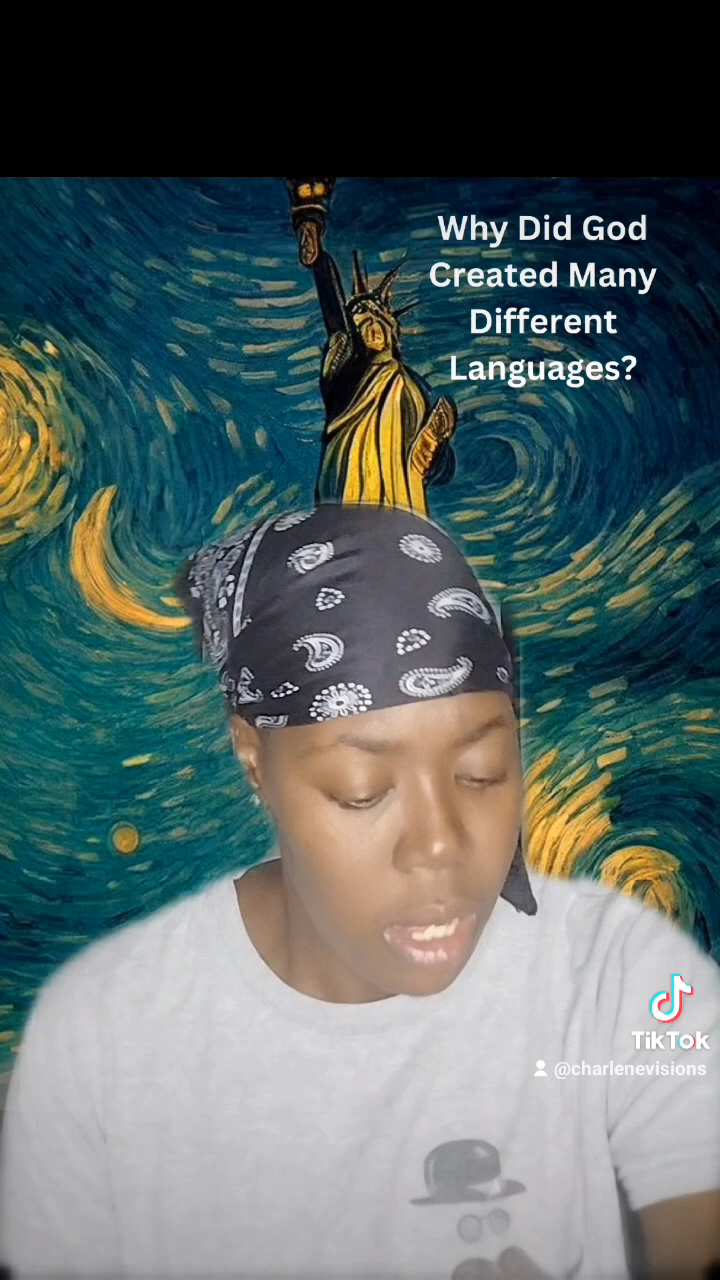 Why Did God
Created Many
Different
Languages?
TikTok
@charlenevisions